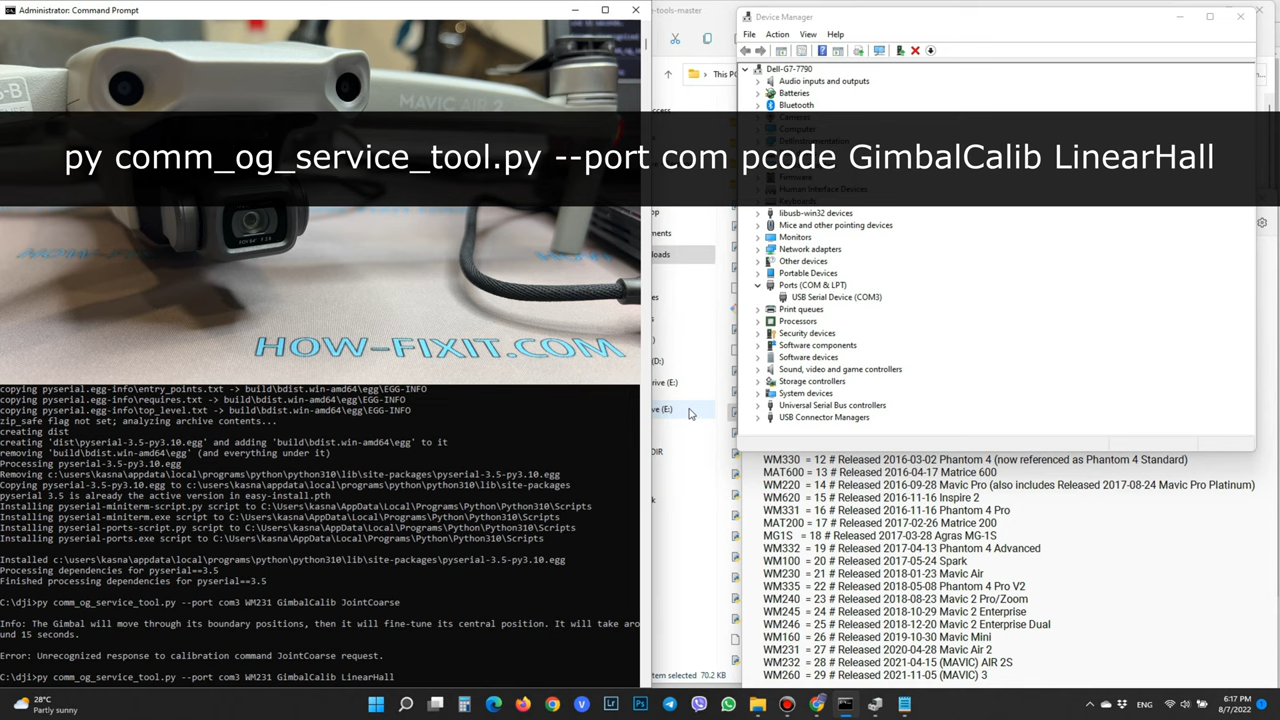 Administrator: Command Prompt
-tools-master
Device Manager
File Action View Help
This PC
Dell-G7-7790
Audio inputs and outputs
Batteries
Bluetooth
Cameras
Computer
Firmware
Human Interface Devices
Keyboards
libusb-win32 devices
Mice and other pointing devices
Monitors
Network adapters
Other devices
Portable Devices
Ports (COM & LPT)
USB Serial Device (COM3)
Print queues
Processors
Security devices
Software components
Software devices
Sound, video and game controllers
Storage controllers
System devices
Universal Serial Bus controllers
USB Connector Managers
MAVIC AIR 2
py comm_og_service_tool.py --port com pcode GimbalCalib LinearHall
HOW-FIXIT.COM
op
ments
loads
es
(D:)
rive (E:)
ve (E:)
DIR
tem selected 70.2 KB
copying pyserial.egg-info\entry_points.txt -> build\bdist.win-amd64\egg\EGG-INFO
copying pyserial.egg-info\requires.txt -> build\bdist.win-amd64\egg\EGG-INFO
copying pyserial.egg-info\top_level.txt -> build\bdist.win-amd64\egg\EGG-INFO
zip_safe flag not set; analyzing archive contents...
creating dist
creating 'dist\pyserial-3.5-py3.10.egg' and adding 'build\bdist.win-amd64\egg' to it
removing 'build\bdist.win-amd64\egg' (and everything under it)
Processing pyserial-3.5-py3.10.egg
Removing c:\users\kasna\appdata\local\programs\python\python310\lib\site-packages\pyserial-3.5-py3.10.egg
Copying pyserial-3.5-py3.10.egg to c:\users\kasna\appdata\local\programs\python\python310\lib\site-packages
pyserial 3.5 is already the active version in easy-install.pth
Installing pyserial-miniterm-script.py script to C:\Users\kasna\AppData\Local\Programs\Python\Python310\Scripts
Installing pyserial-miniterm.exe script to C:\Users\kasna\AppData\Local\Programs\Python\Python310\Scripts
Installing pyserial-ports-script.py script to C:\Users\kasna\AppData\Local\Programs\Python\Python310\Scripts
Installing pyserial-ports.exe script to C:\Users\kasna\AppData\Local\Programs\Python\Python310\Scripts
Installed c:\users\kasna\appdata\local\programs\python\python310\lib\site-packages\pyserial-3.5-py3.10.egg
Processing dependencies for pyserial==3.5
Finished processing dependencies for pyserial==3.5
C:\dji>py comm_og_service_tool.py --port com3 WM231 GimbalCalib JointCoarse
Info: The Gimbal will move through its boundary positions, then it will fine-tune its central position. It will take aro
und 15 seconds.
Error: Unrecognized response to calibration command JointCoarse request.
C:\dji>py comm_og_service_tool.py --port com3 WM231 GimbalCalib LinearHall
WM330 = 12 # Released 2016-03-02 Phantom 4 (now referenced as Phantom 4 Standard)
MAT600 = 13 # Released 2016-04-17 Matrice 600
WM220 = 14 # Released 2016-09-28 Mavic Pro (also includes Released 2017-08-24 Mavic Pro Platinum)
WM620 = 15 # Released 2016-11-16 Inspire 2
WM331 = 16 # Released 2016-11-16 Phantom 4 Pro
MAT200 = 17 # Released 2017-02-26 Matrice 200
MG1S = 18 # Released 2017-03-28 Agras MG-1S
WM332 = 19 # Released 2017-04-13 Phantom 4 Advanced
WM100 = 20 # Released 2017-05-24 Spark
WM230 = 21 # Released 2018-01-23 Mavic Air
WM335 = 22 # Released 2018-05-08 Phantom 4 Pro V2
WM240 = 23 # Released 2018-08-23 Mavic 2 Pro/Zoom
WM245 = 24 # Released 2018-10-29 Mavic 2 Enterprise
WM246 = 25 # Released 2018-12-20 Mavic 2 Enterprise Dual
WM160 = 26 # Released 2019-10-30 Mavic Mini
WM231 = 27 # Released 2020-04-28 Mavic Air 2
WM232 = 28 # Released 2021-04-15 (MAVIC) AIR 2S
WM260 = 29 # Released 2021-11-05 (MAVIC) 3
28°C
Partly sunny
ENG
6:17 PM
8/7/2022